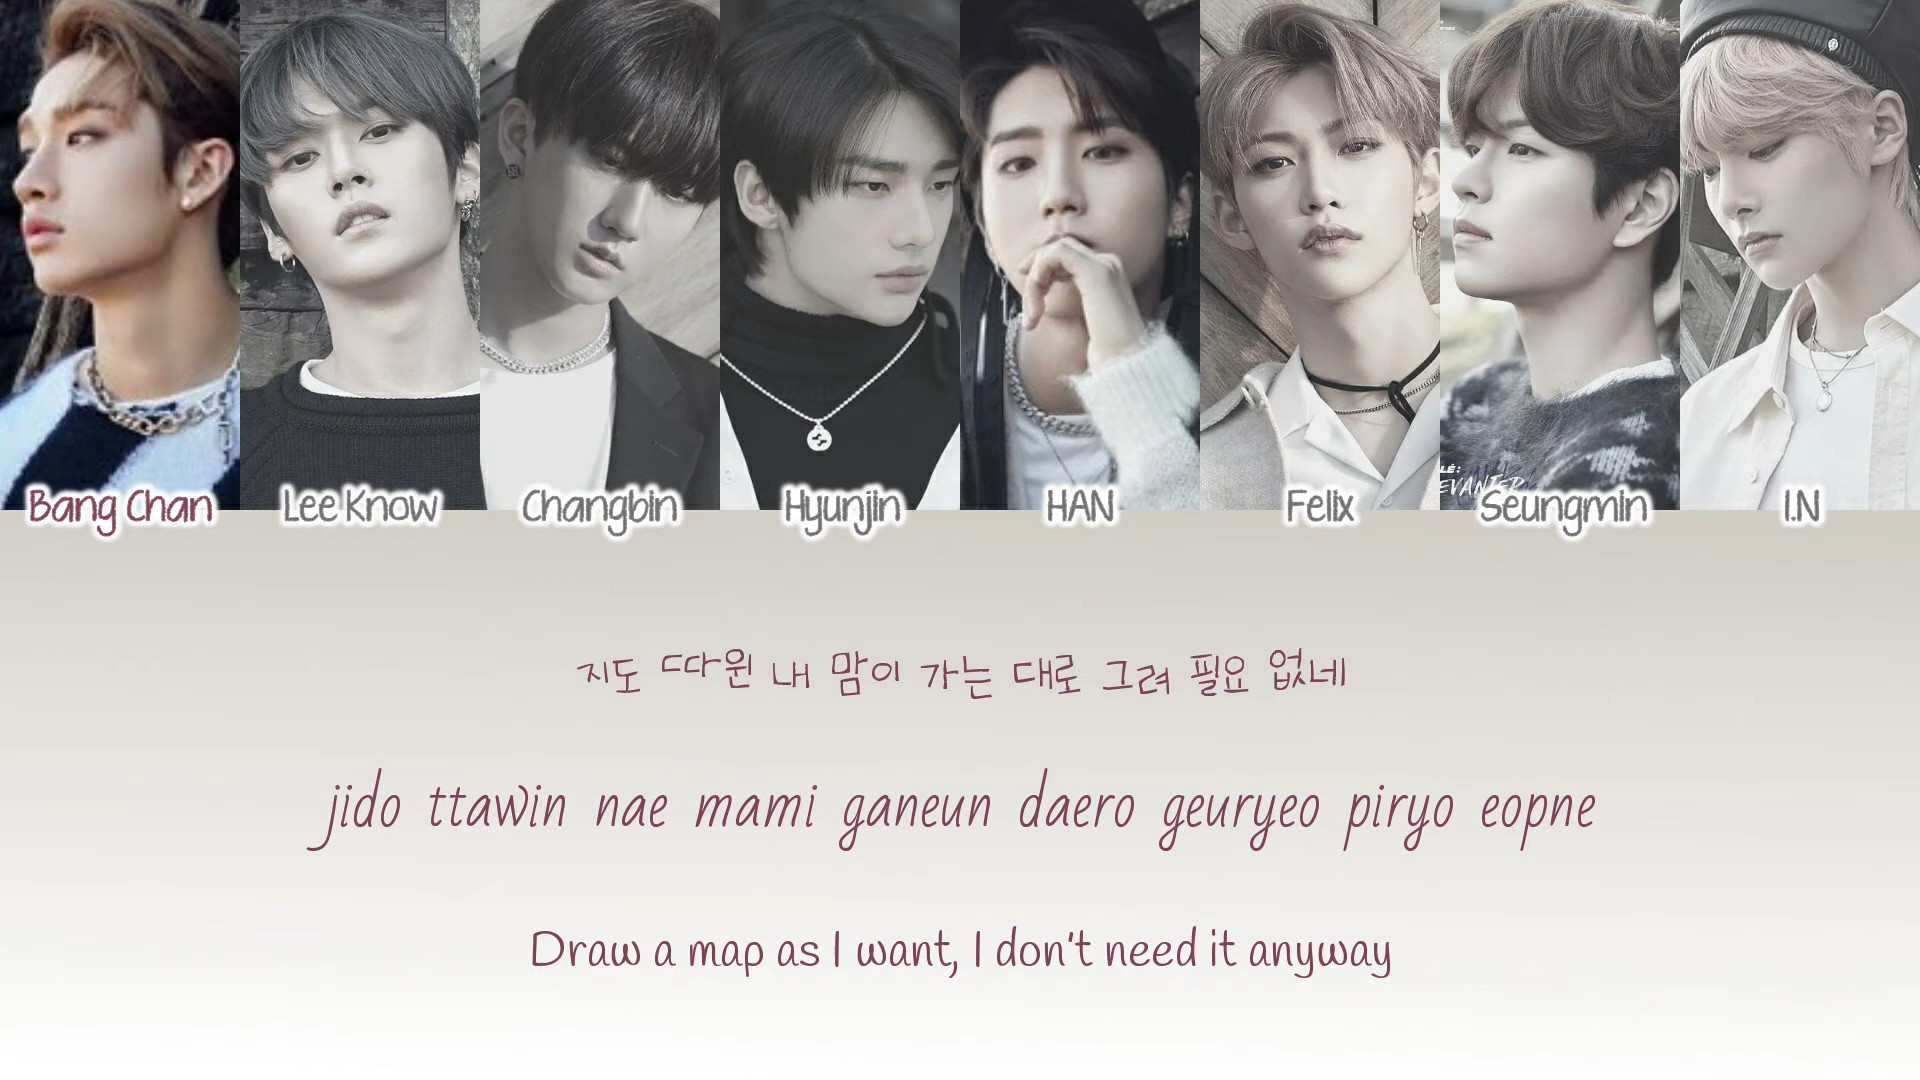 LÉ:
LEVANTER
Bang Chan
Lee Know
Changbin
Hyunjin
HAN
Felix
Seungmin
I.N
지도 따윈 내 맘이 가는 대로 그려 필요 없네
jido ttawin nae mami ganeun daero geuryeo piryo eopne
Draw a map as I want, I don't need it anyway